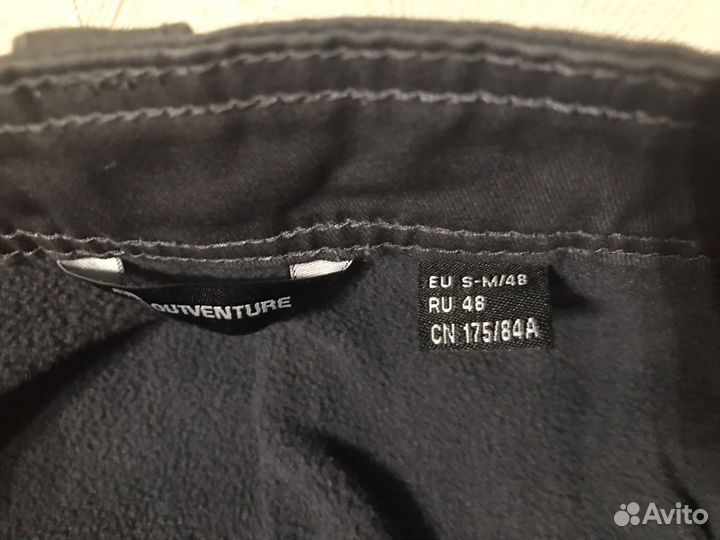 OUTVENTURE
EU S-M/48
RU 48
CN 175/84A
Avito